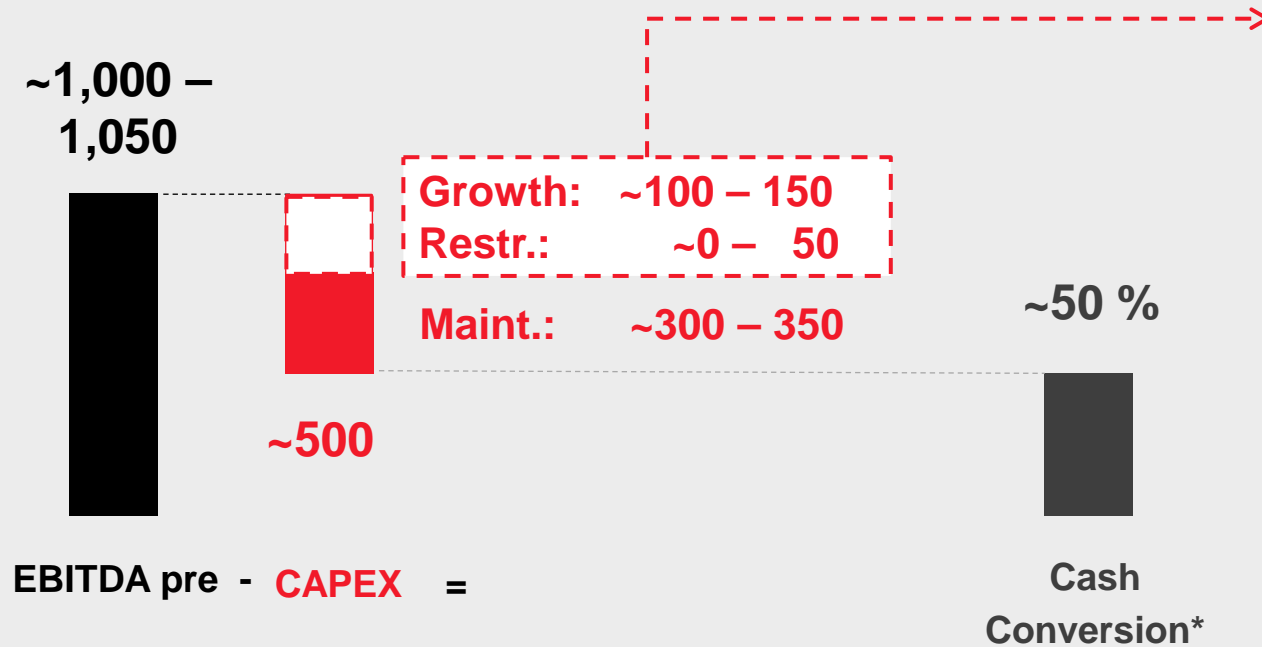 ~1,000 –
1,050
Growth: ~100 – 150
Restr.: ~0 – 50
Maint.: ~300 – 350
~50 %
~500
EBITDA pre - CAPEX =
Cash
Conversion*